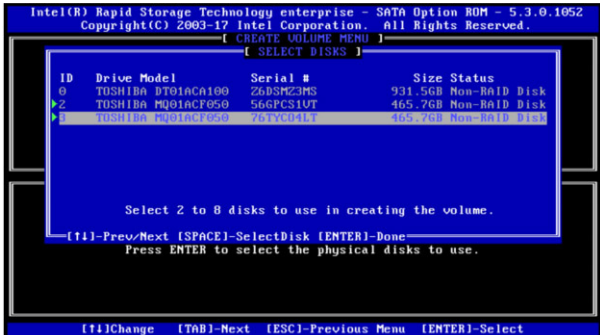 Intel(R) Rapid Storage Technology enterprise - SATA Option ROM - 5.3.0.1052
Copyright(C) 2003-17 Intel Corporation. All Rights Reserved.
[ CREATE VOLUME MENU ]
[ SELECT DISKS ]
ID Drive Model Serial # Size Status
0 TOSHIBA DT01ACA100 Z6DSMZ3MS 931.5GB Non-RAID Disk
2 TOSHIBA MQ01ACF050 56GPCS1VT 465.7GB Non-RAID Disk
3 TOSHIBA MQ01ACF050 76TYCO4LT 465.7GB Non-RAID Disk
Select 2 to 8 disks to use in creating the volume.
[↑↓]-Prev/Next [SPACE]-SelectDisk [ENTER]-Done
Press ENTER to select the physical disks to use.
[↑↓]Change [TAB]-Next [ESC]-Previous Menu [ENTER]-Select